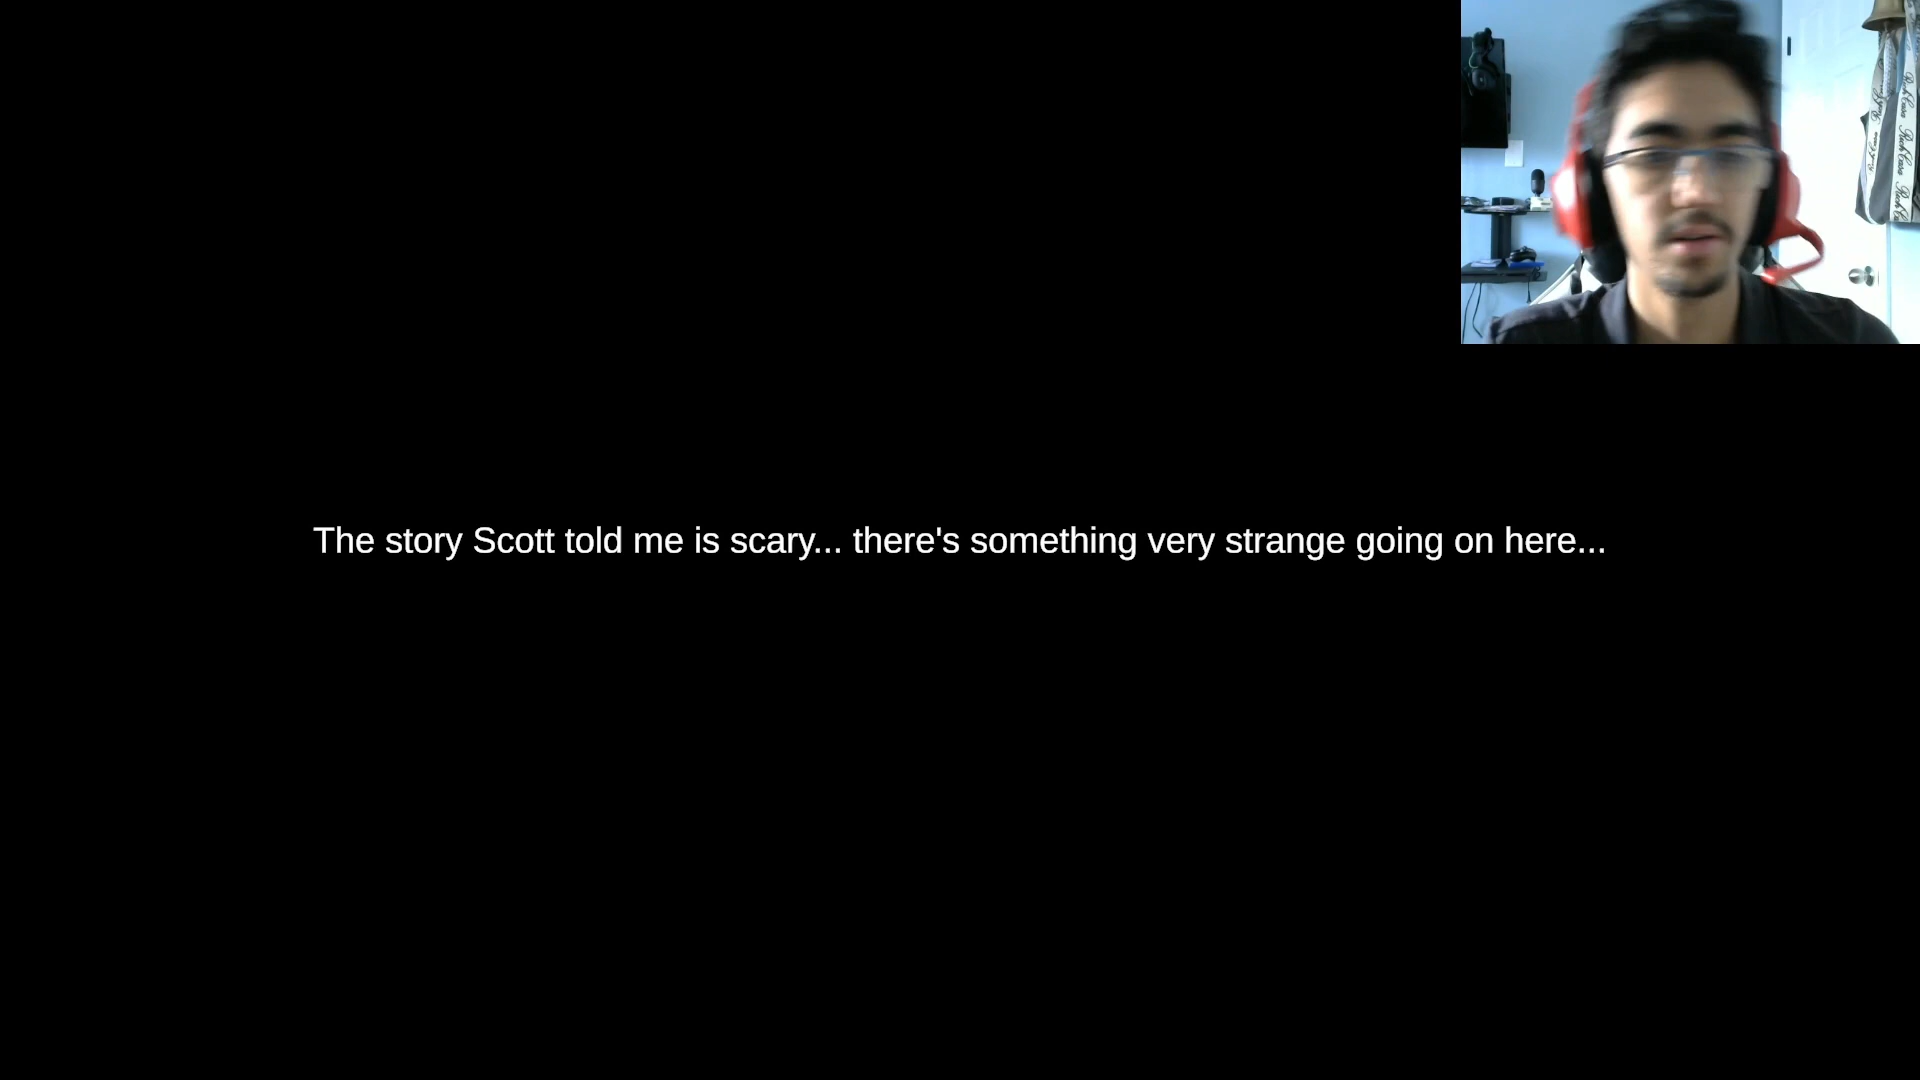 The story Scott told me is scary... there's something very strange going on here...